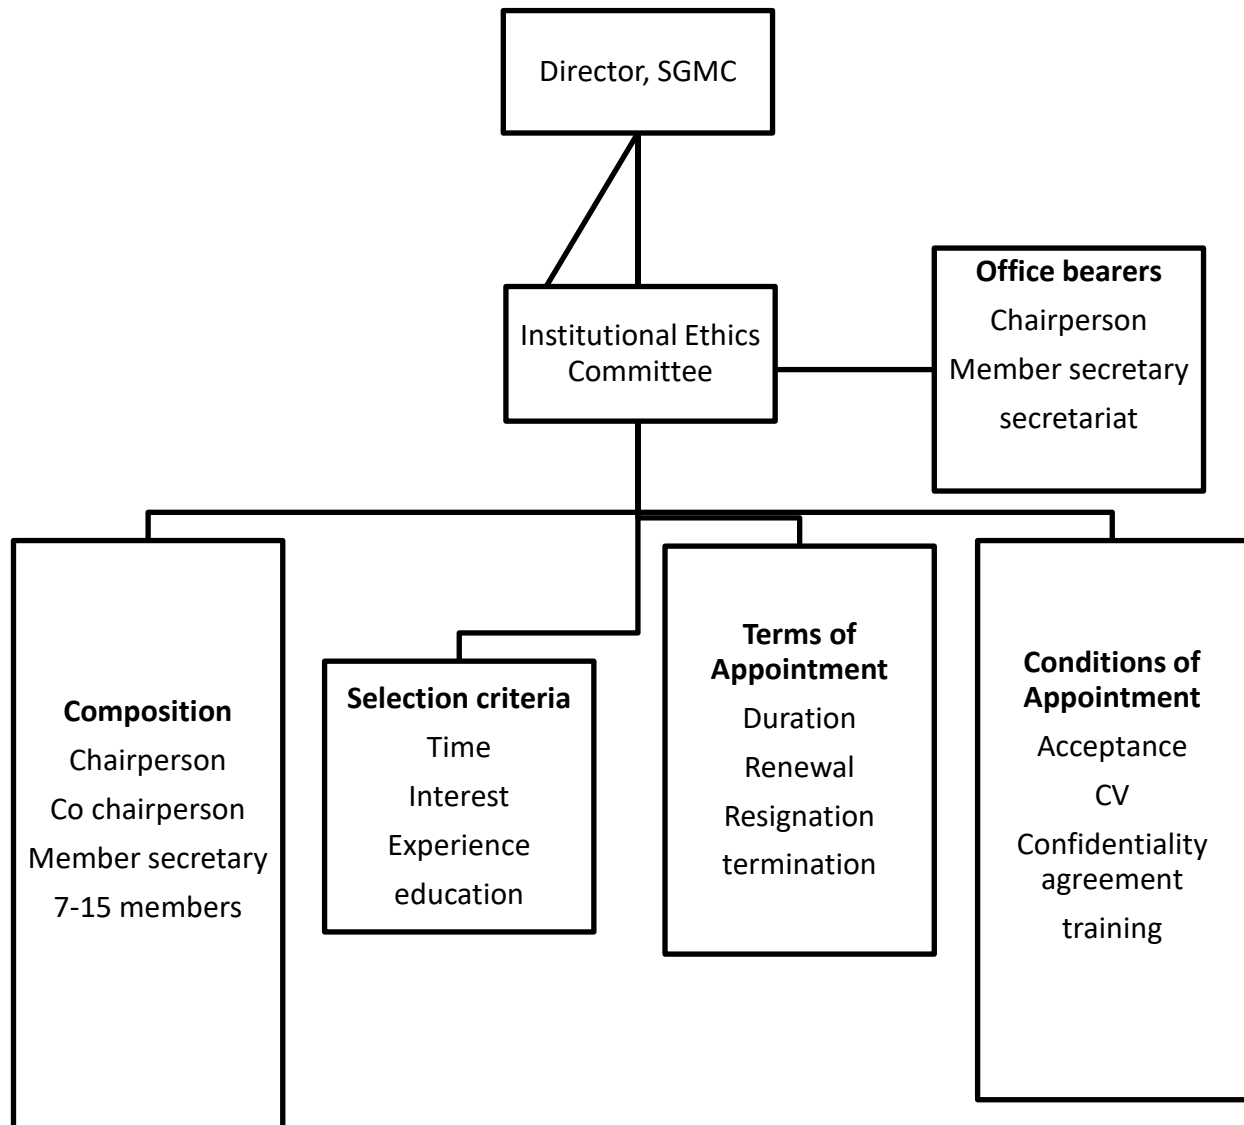 Director, SGMC
Institutional Ethics
Committee
Office bearers
Chairperson
Member secretary
secretariat
Composition
Chairperson
Co chairperson
Member secretary
7-15 members
Selection criteria
Time
Interest
Experience
education
Terms of
Appointment
Duration
Renewal
Resignation
termination
Conditions of
Appointment
Acceptance
CV
Confidentiality
agreement
training